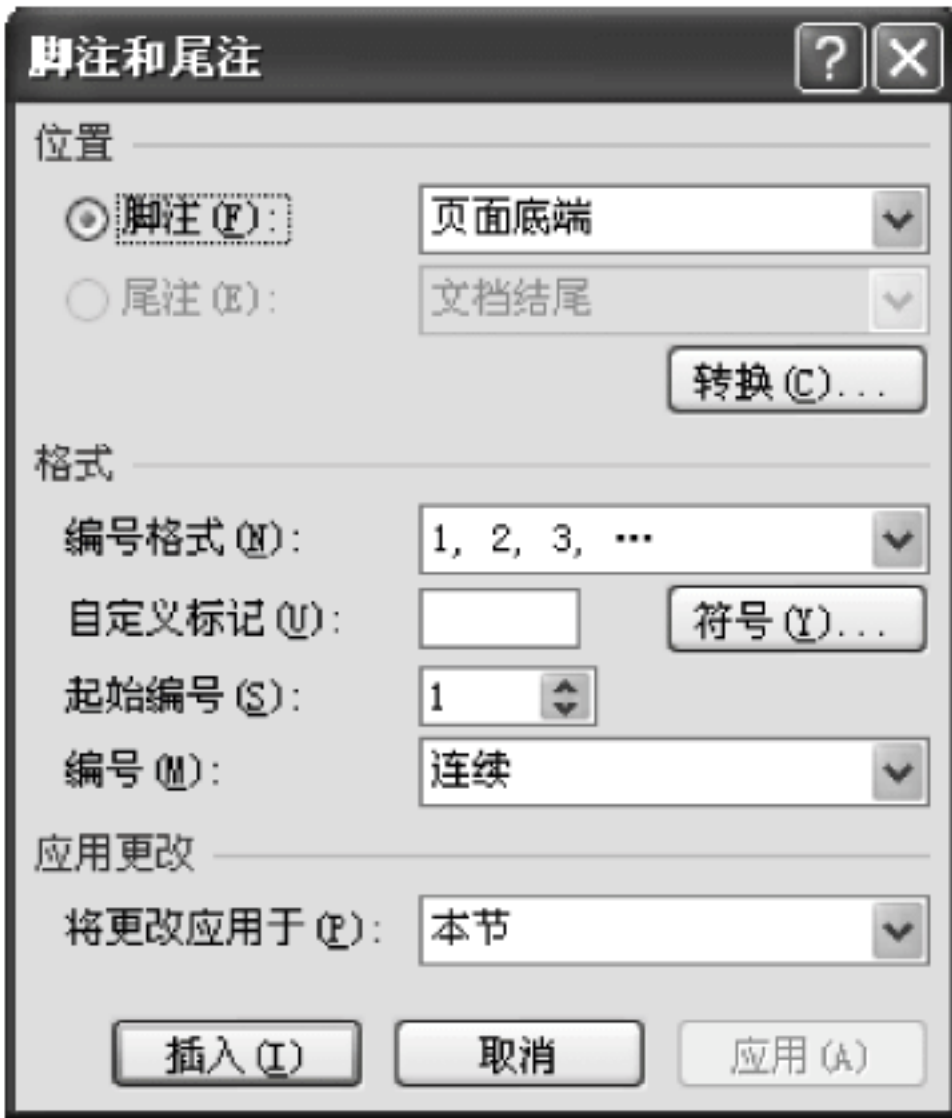 脚注和尾注
位置
脚注(F): 页面底端
尾注(E): 文档结尾
转换(C)...
格式
编号格式(N): 1, 2, 3, …
自定义标记(U): 符号(Y)...
起始编号(S): 1
编号(M): 连续
应用更改
将更改应用于(P): 本节
插入(I) 取消 应用(A)